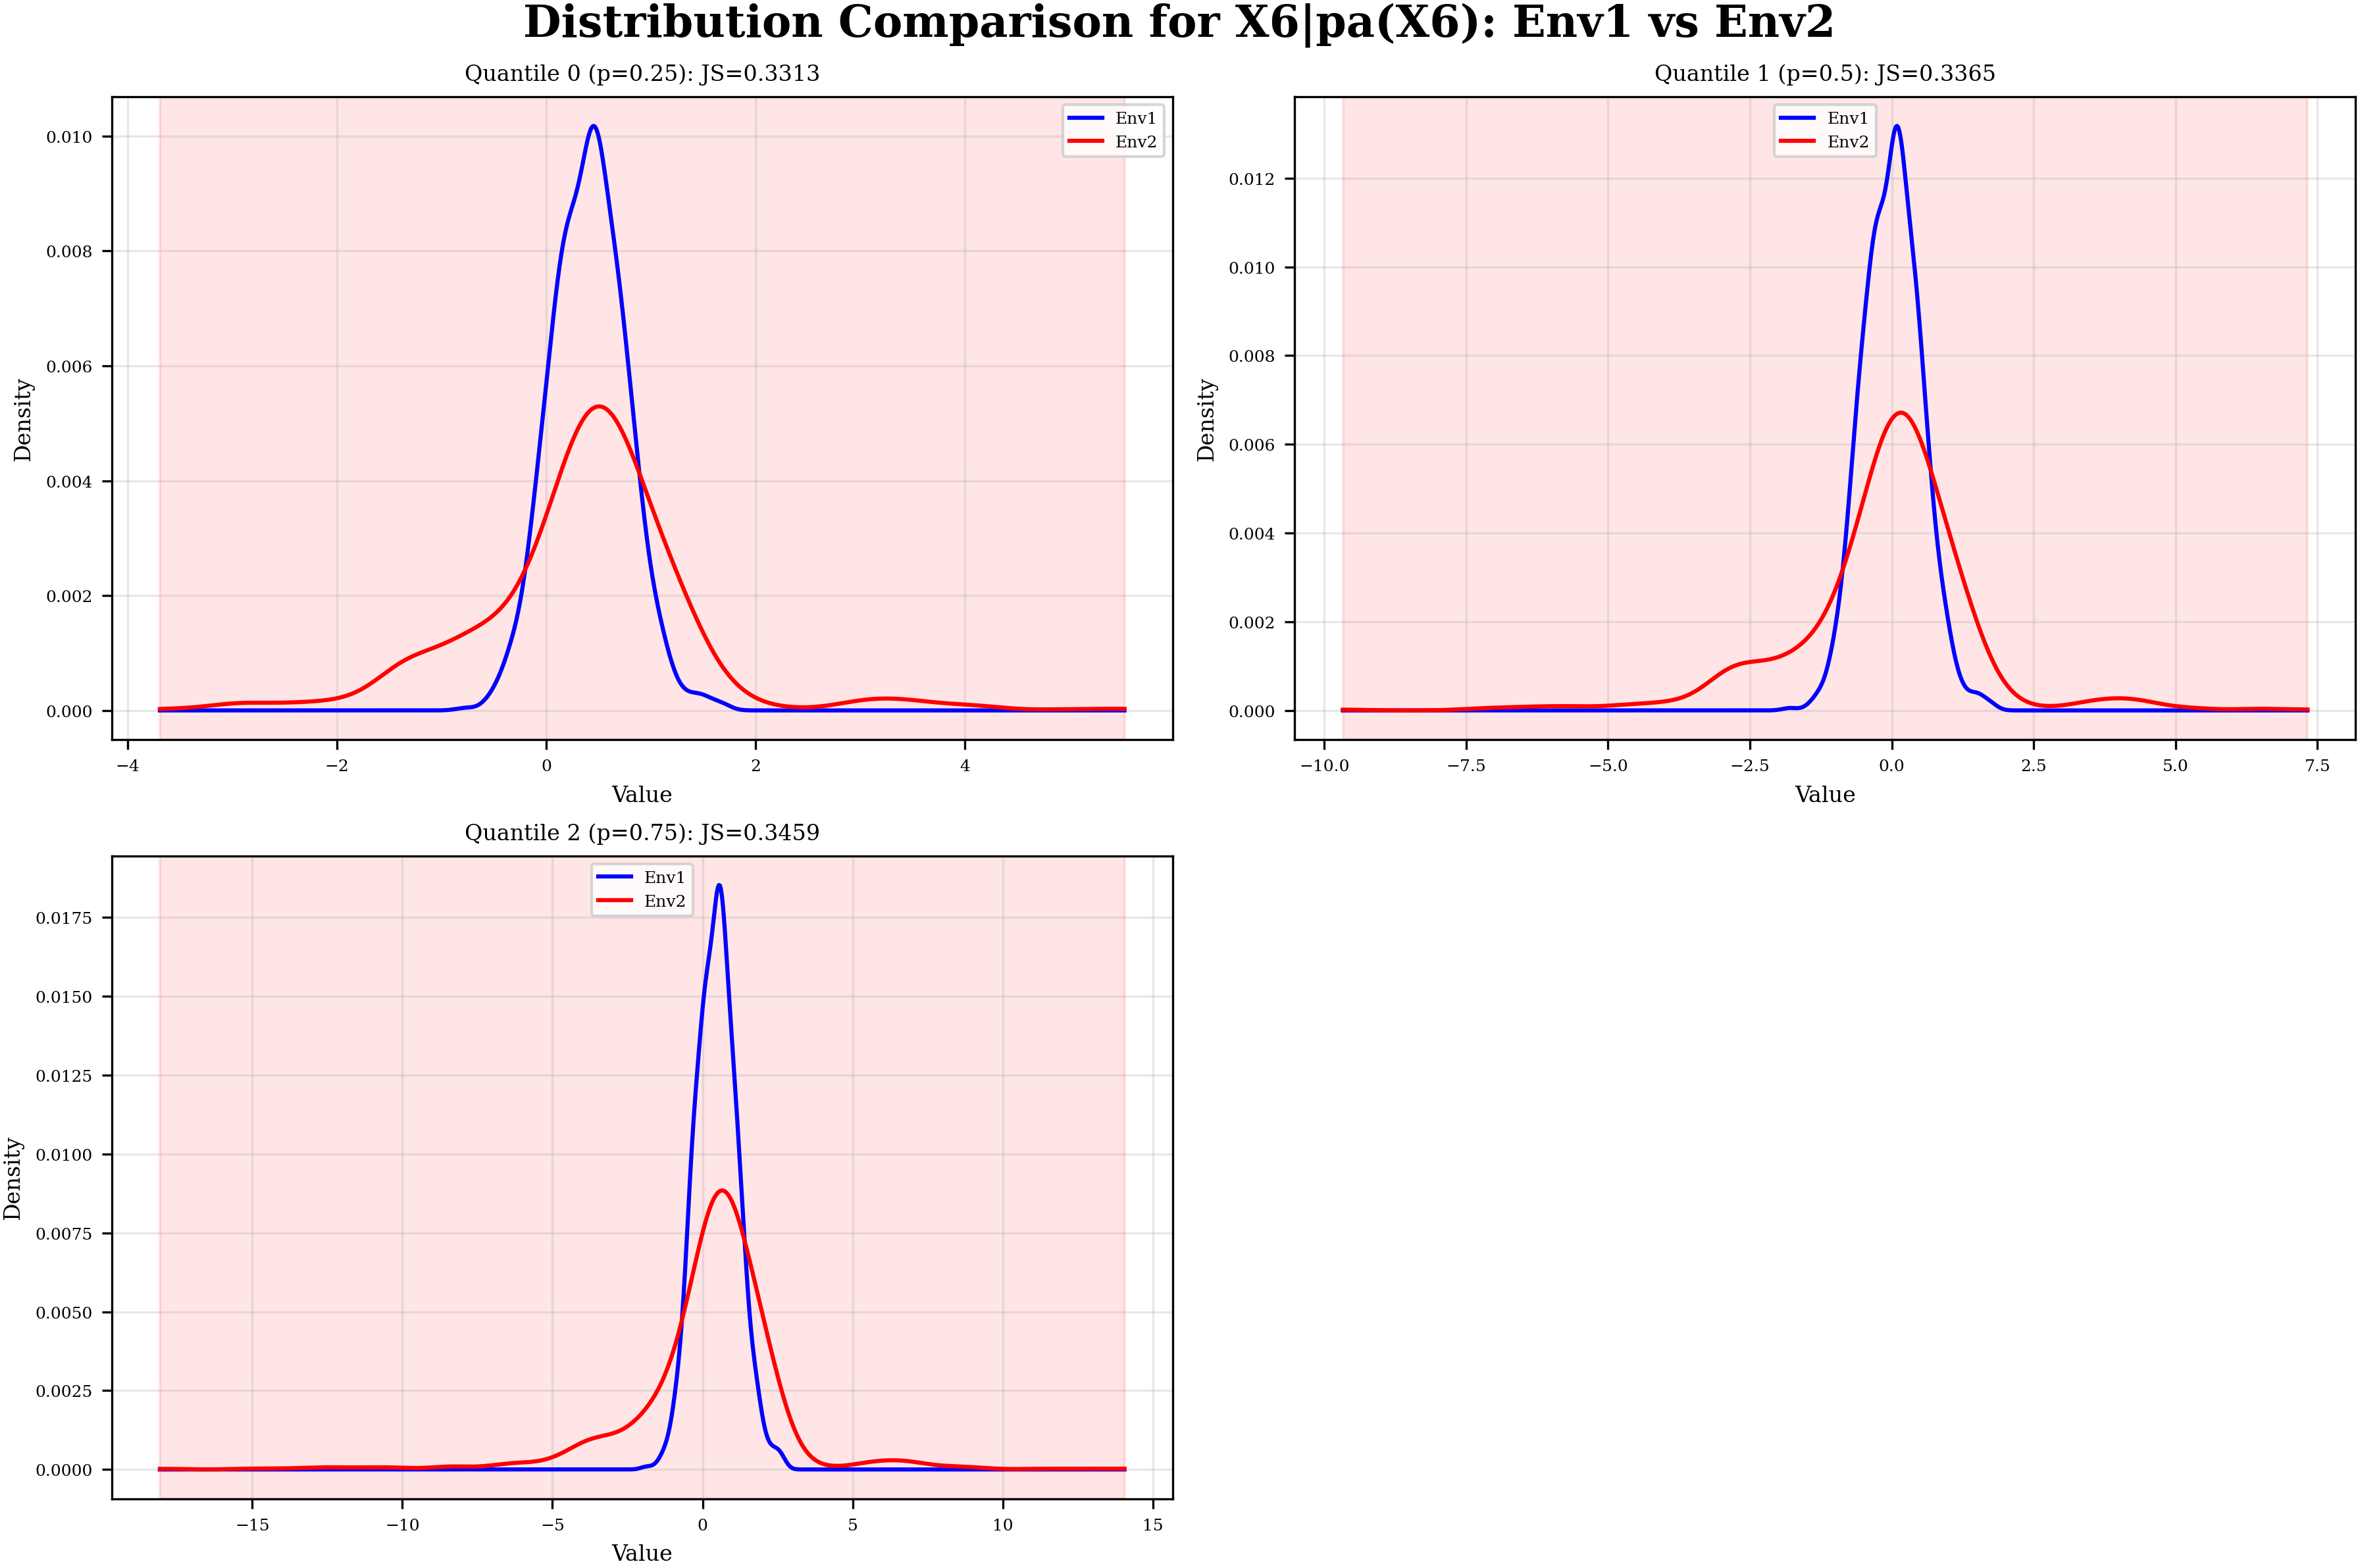 Distribution Comparison for X6|pa(X6): Env1 vs Env2
Quantile 0 (p=0.25): JS=0.3313
Env1
Env2
0.010
0.008
0.006
0.004
0.002
0.000
Density
−4
−2
0
2
4
Value
Quantile 1 (p=0.5): JS=0.3365
Env1
Env2
0.012
0.010
0.008
0.006
0.004
0.002
0.000
Density
−10.0
−7.5
−5.0
−2.5
0.0
2.5
5.0
7.5
Value
Quantile 2 (p=0.75): JS=0.3459
Env1
Env2
0.0175
0.0150
0.0125
0.0100
0.0075
0.0050
0.0025
0.0000
Density
−15
−10
−5
0
5
10
15
Value